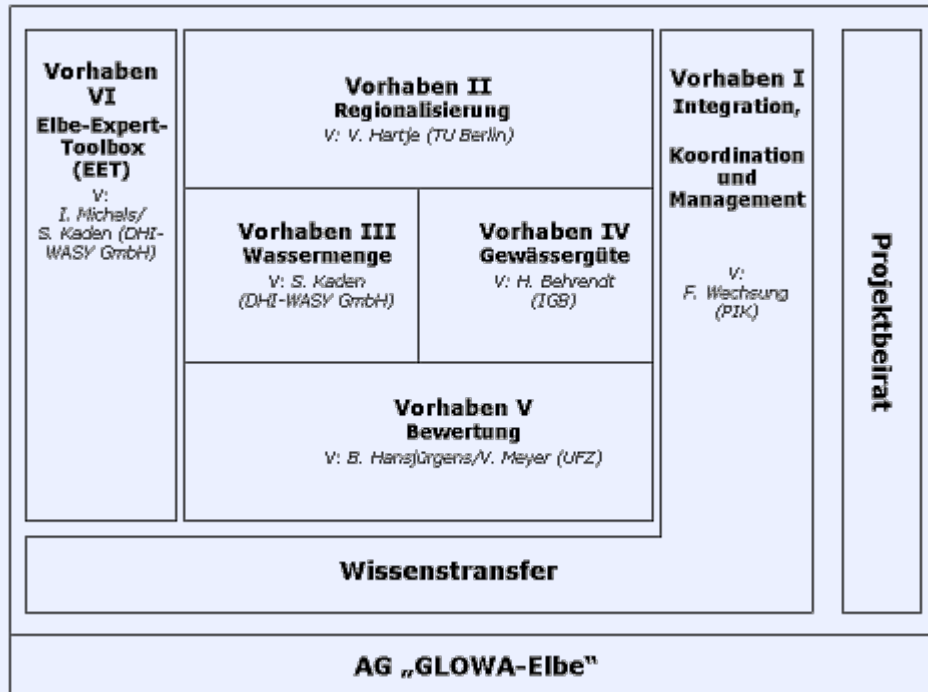 Vorhaben
VI
Elbe-Expert-
Toolbox
(EET)
V:
I. Michels/
S. Kaden (DHI-
WASY GmbH)
Vorhaben II
Regionalisierung
V: V. Hartje (TU Berlin)
Vorhaben III
Wassermenge
V: S. Kaden
(DHI-WASY GmbH)
Vorhaben IV
Gewässergüte
V: H. Behrendt
(IGB)
Vorhaben V
Bewertung
V: B. Hansjürgens/V. Meyer (UFZ)
Vorhaben I
Integration,
Koordination
und
Management
V:
F. Wechsung
(PIK)
Projektbeirat
Wissenstransfer
AG „GLOWA-Elbe"